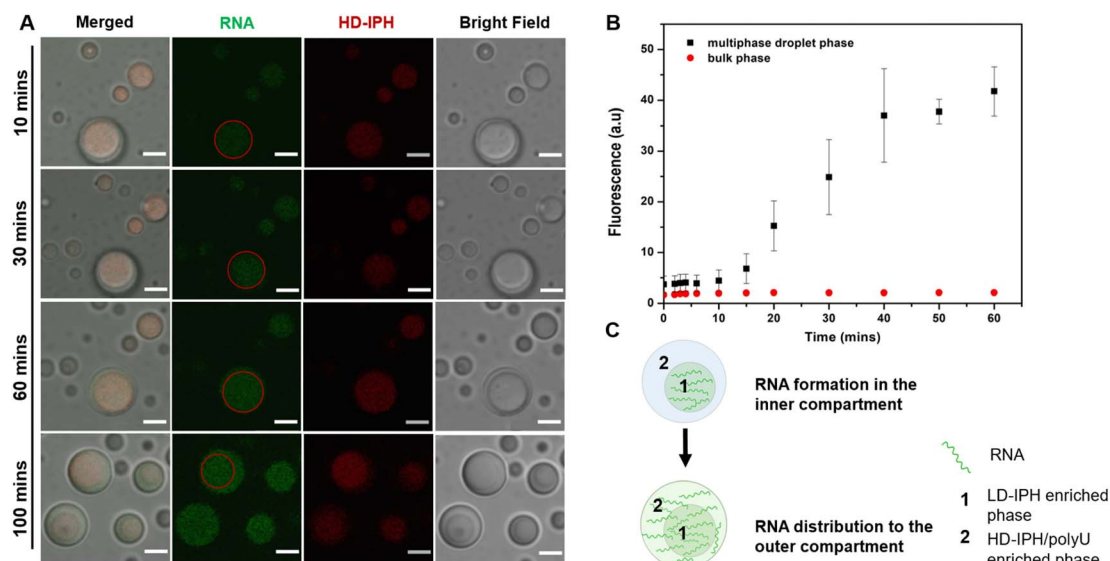 A
Merged
RNA
HD-IPH
Bright Field
10 mins
30 mins
60 mins
100 mins
B
multiphase droplet phase
bulk phase
Fluorescence (a.u)
50
40
30
20
10
0
0
10
20
30
40
50
60
Time (mins)
C
2
1
RNA formation in the
inner compartment
2
1
RNA distribution to the
outer compartment
RNA
1 LD-IPH enriched
phase
2 HD-IPH/polyU
enriched phase